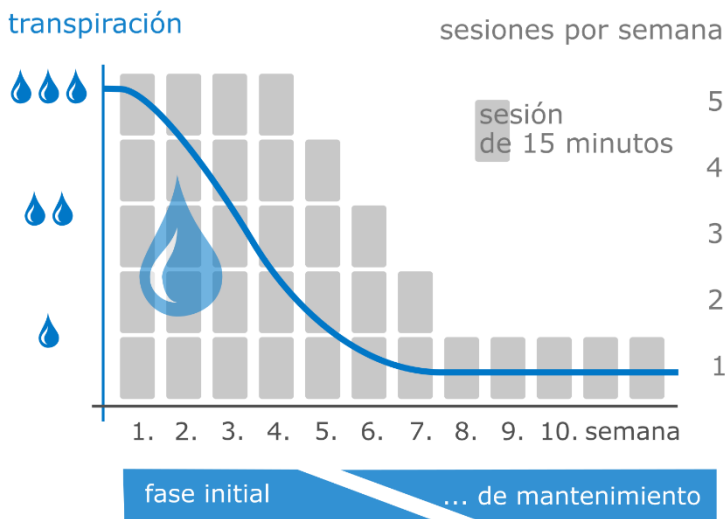 transpiración
sesiones por semana
5
sesión
de 15 minutos
4
3
2
1
1. 2. 3. 4. 5. 6. 7. 8. 9. 10. semana
fase initial
... de mantenimiento